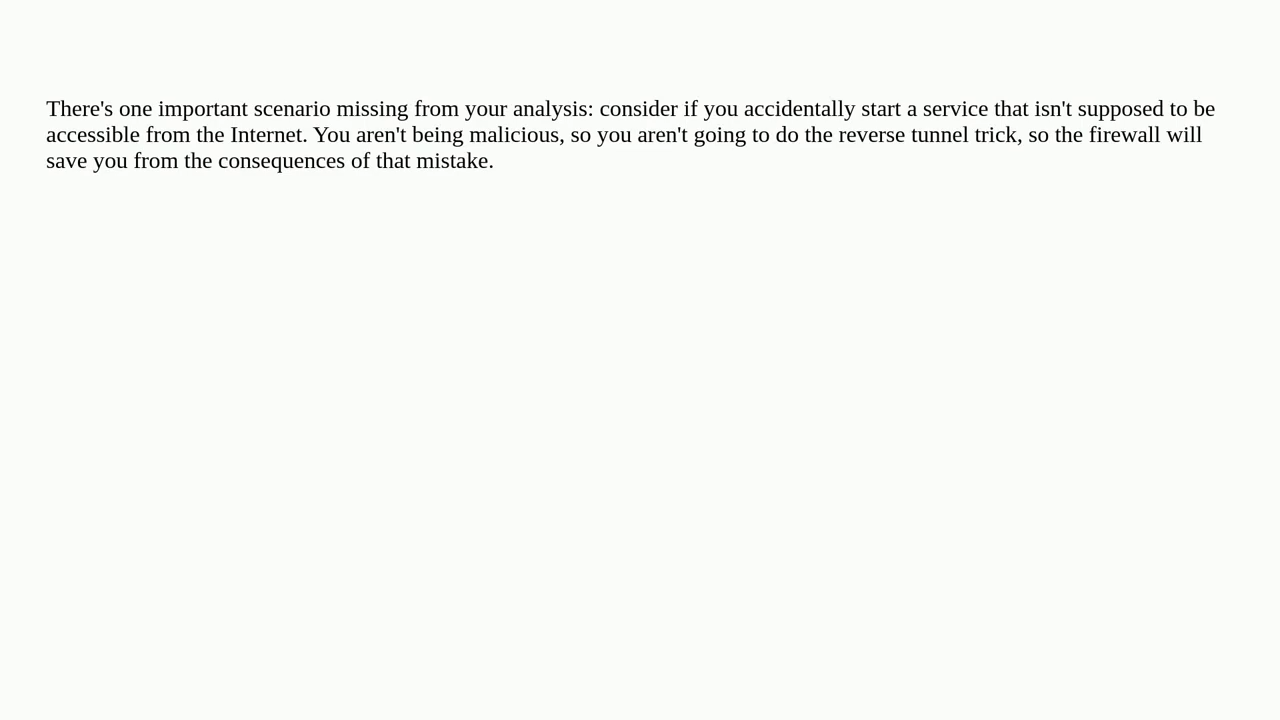 There's one important scenario missing from your analysis: consider if you accidentally start a service that isn't supposed to be
accessible from the Internet. You aren't being malicious, so you aren't going to do the reverse tunnel trick, so the firewall will
save you from the consequences of that mistake.